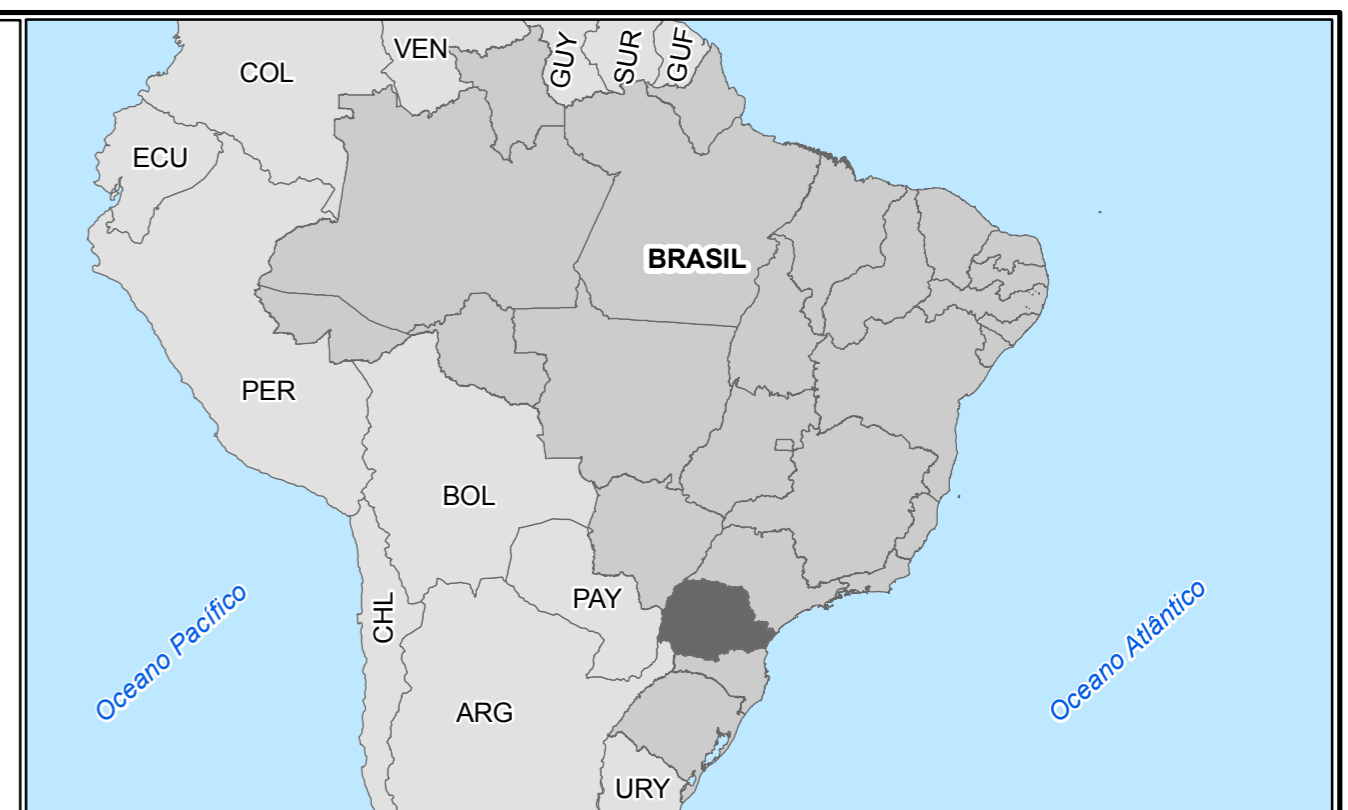 VEN
GUY
SUR
GUF
COL
ECU
BRASIL
PER
BOL
PAY
CHL
Oceano Pacífico
Oceano Atlântico
ARG
URY